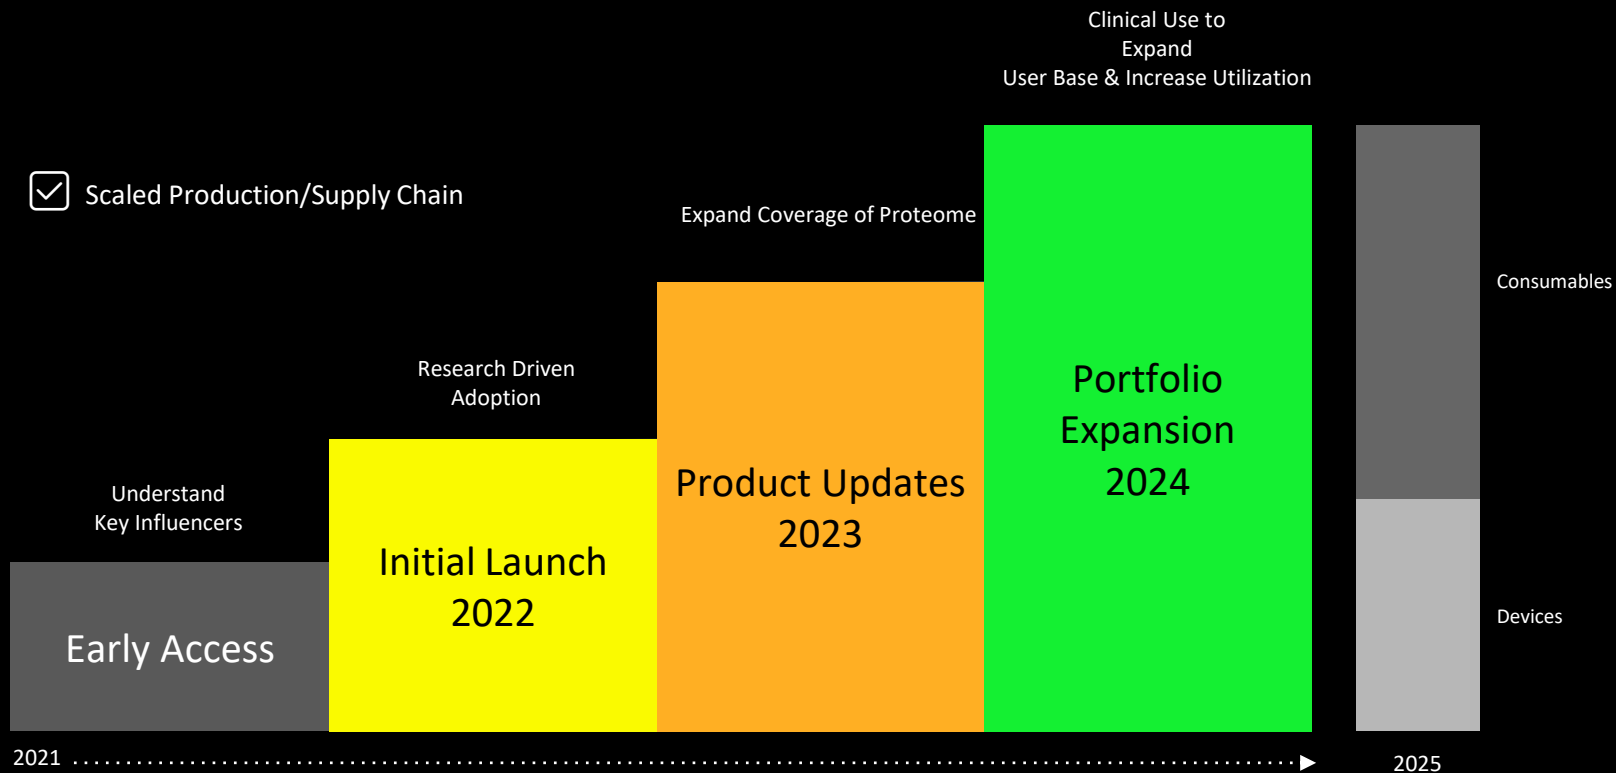 Clinical Use to
Expand
User Base & Increase Utilization
Scaled Production/Supply Chain
Expand Coverage of Proteome
Consumables
Research Driven
Adoption
Portfolio
Expansion
2024
Understand
Key Influencers
Product Updates
2023
Initial Launch
2022
Early Access
Devices
2021
2025